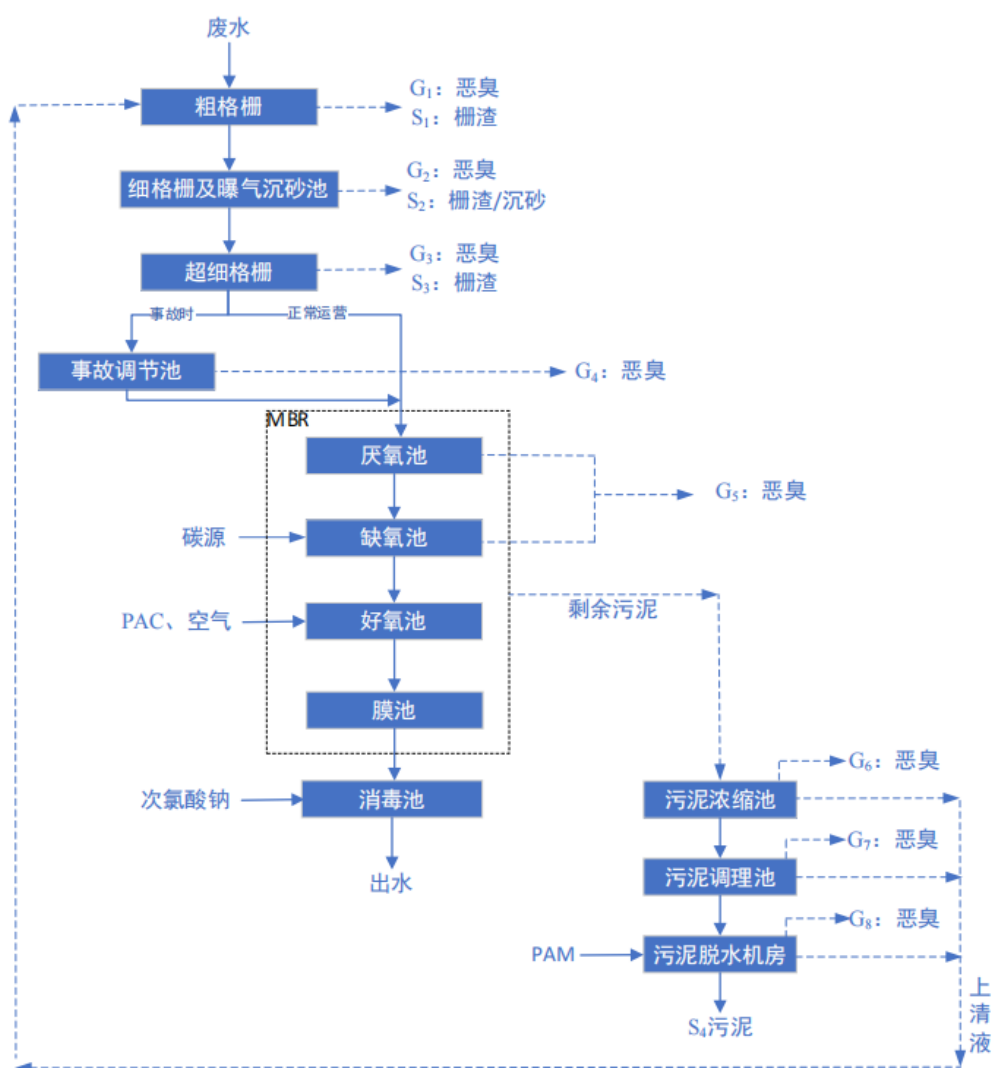 废水
粗格栅
G₁：恶臭
S₁：栅渣
细格栅及曝气沉砂池
G₂：恶臭
S₂：栅渣/沉砂
超细格栅
G₃：恶臭
S₃：栅渣
事故时
正常运营
事故调节池
G₄：恶臭
MBR
厌氧池
G₅：恶臭
碳源
缺氧池
剩余污泥
PAC、空气
好氧池
膜池
G₆：恶臭
次氯酸钠
消毒池
污泥浓缩池
G₇：恶臭
出水
污泥调理池
G₈：恶臭
PAM
污泥脱水机房
上清液
S₄污泥